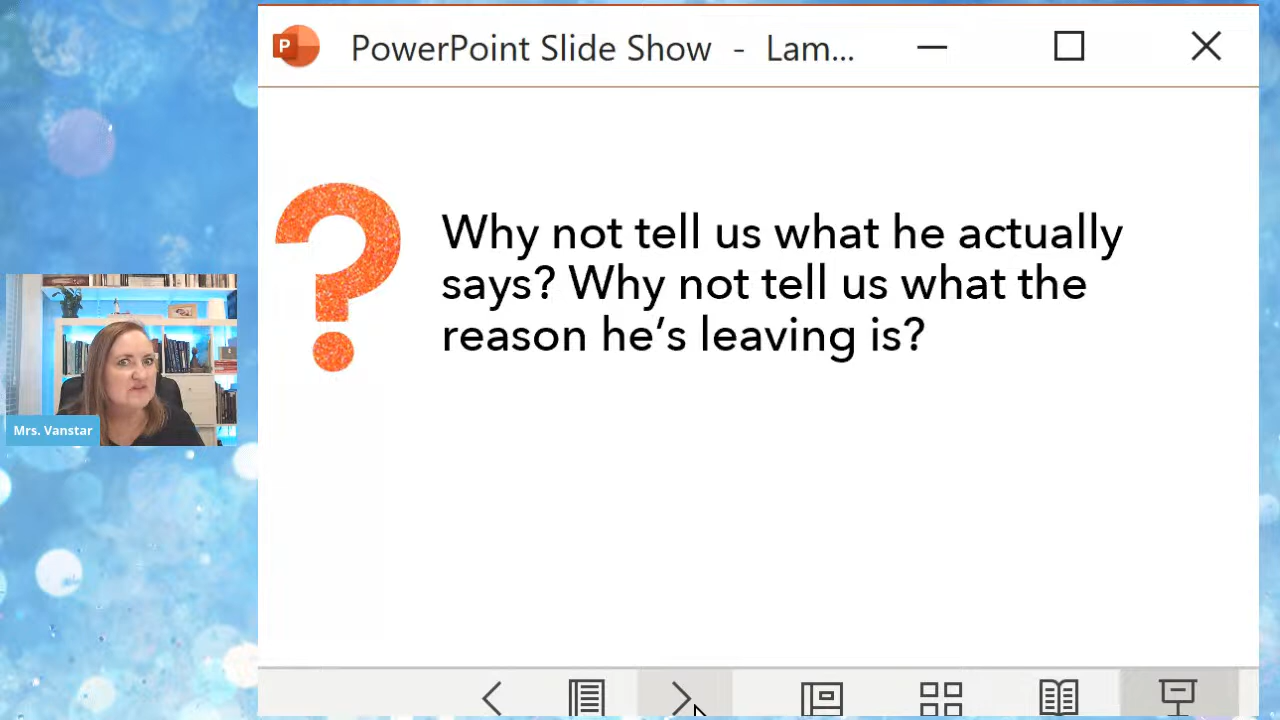 PowerPoint Slide Show - Lam...
?
Why not tell us what he actually
says? Why not tell us what the
reason he's leaving is?
Mrs. Vanstar